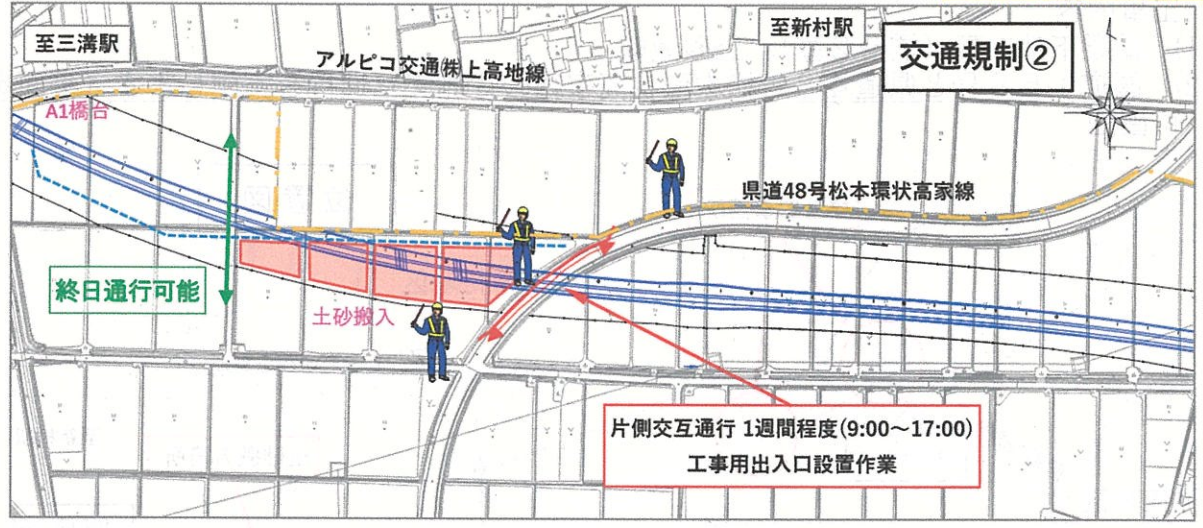 至三溝駅
至新村駅
交通規制②
アルピコ交通㈱上高地線
A1橋台
県道48号松本環状高家線
終日通行可能
土砂搬入
片側交互通行 1週間程度(9:00～17:00)
工事用出入口設置作業